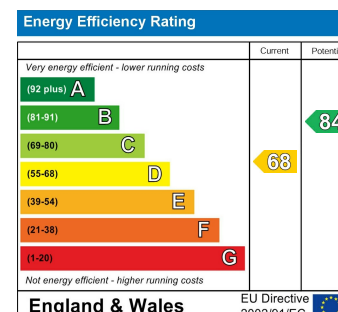 Energy Efficiency Rating
Current
Very energy efficient - lower running costs
(92 plus) A
(81-91) B
84
(69-80) C
68
(55-68) D
(39-54) E
(21-38) F
(1-20) G
Not energy efficient - higher running costs
England & Wales
EU Directive